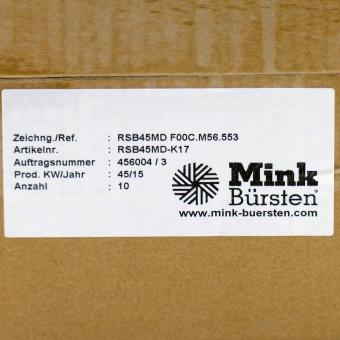 Zeichng./Ref. : RSB45MD F00C.M56.553
Artikelnr. : RSB45MD-K17
Auftragsnummer : 456004 / 3
Prod. KW/Jahr : 45/15
Anzahl : 10
Mink
Bürsten®
www.mink-buersten.com